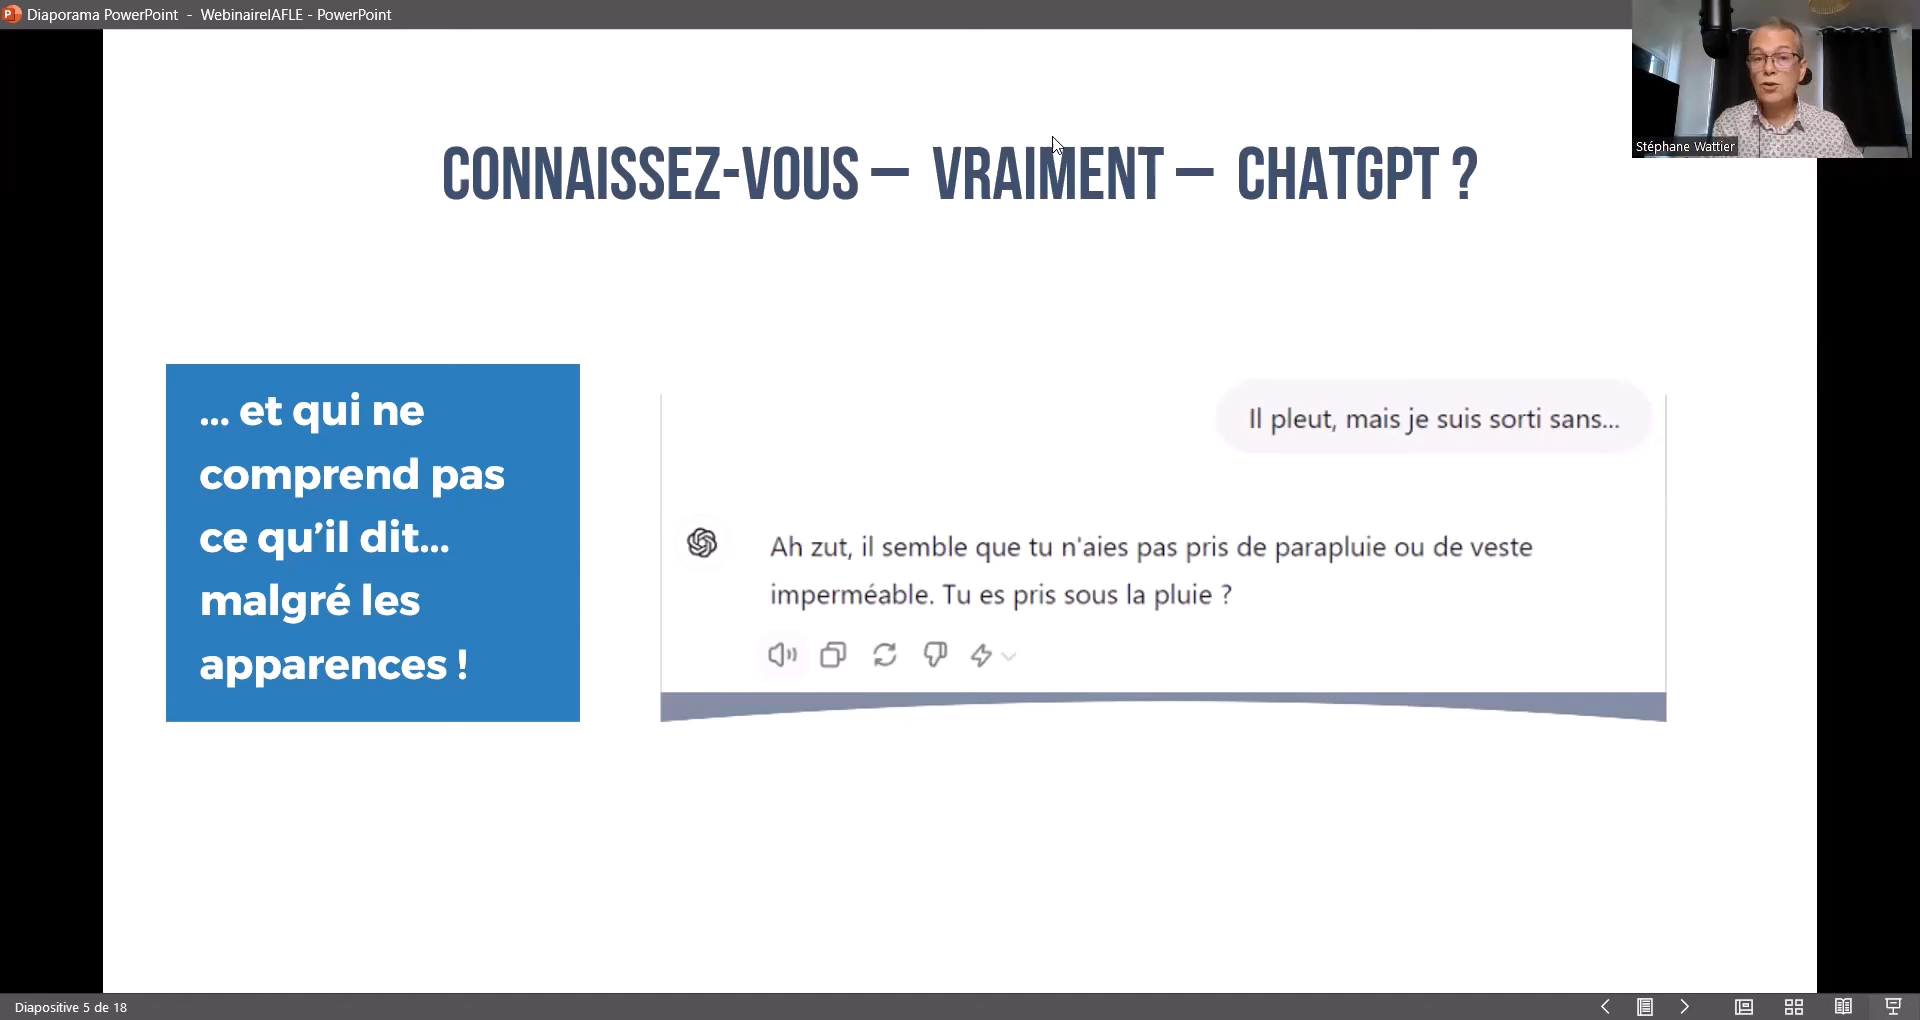 Diaporama PowerPoint - WebinaireIAFLE - PowerPoint
Stéphane Wattier
CONNAISSEZ-VOUS – VRAIMENT – CHATGPT ?
... et qui ne
comprend pas
ce qu’il dit...
malgré les
apparences !
Il pleut, mais je suis sorti sans...
Ah zut, il semble que tu n'aies pas pris de parapluie ou de veste
imperméable. Tu es pris sous la pluie ?
Diapositive 5 de 18